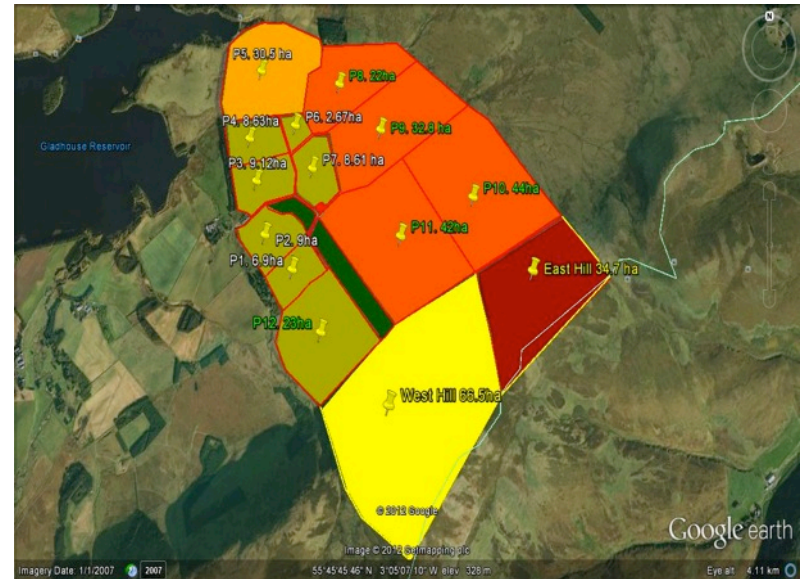 N
P5. 30.5 ha
P8. 22ha
P4. 8.63ha
P6. 2.67ha
P9. 32.8 ha
Gladhouse Reservoir
P3. 9.12ha
P7. 8.61 ha
P10. 44ha
P11. 42ha
P2. 9ha
P1. 6.9ha
East Hill 34.7 ha
P12. 23ha
West Hill 66.5ha
© 2012 Google
Google earth
Image © 2012 Getmapping plc
Imagery Date: 1/1/2007
2007
55°45'45.46" N 3°05'07.10" W elev 328 m
Eye alt 4.11 km